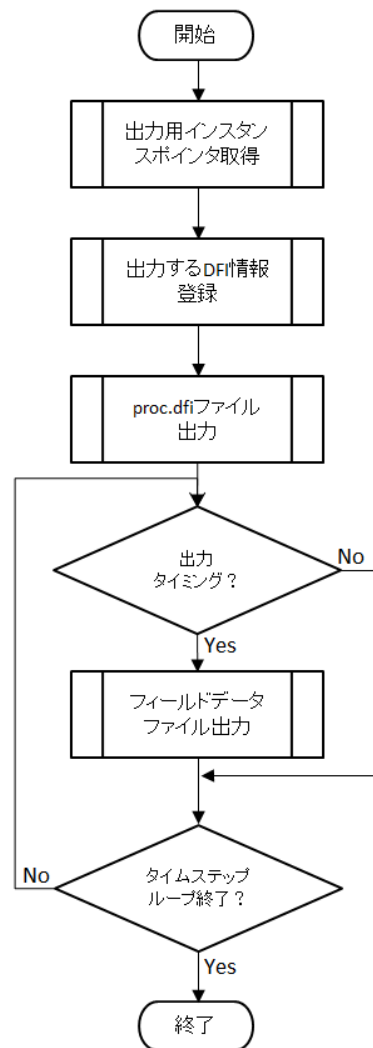 開始
出力用インスタン
スポインタ取得
出力するDFI情報
登録
proc.dfiファイル
出力
出力
タイミング？
No
Yes
フィールドデータ
ファイル出力
No
タイムステップ
ループ終了？
Yes
終了